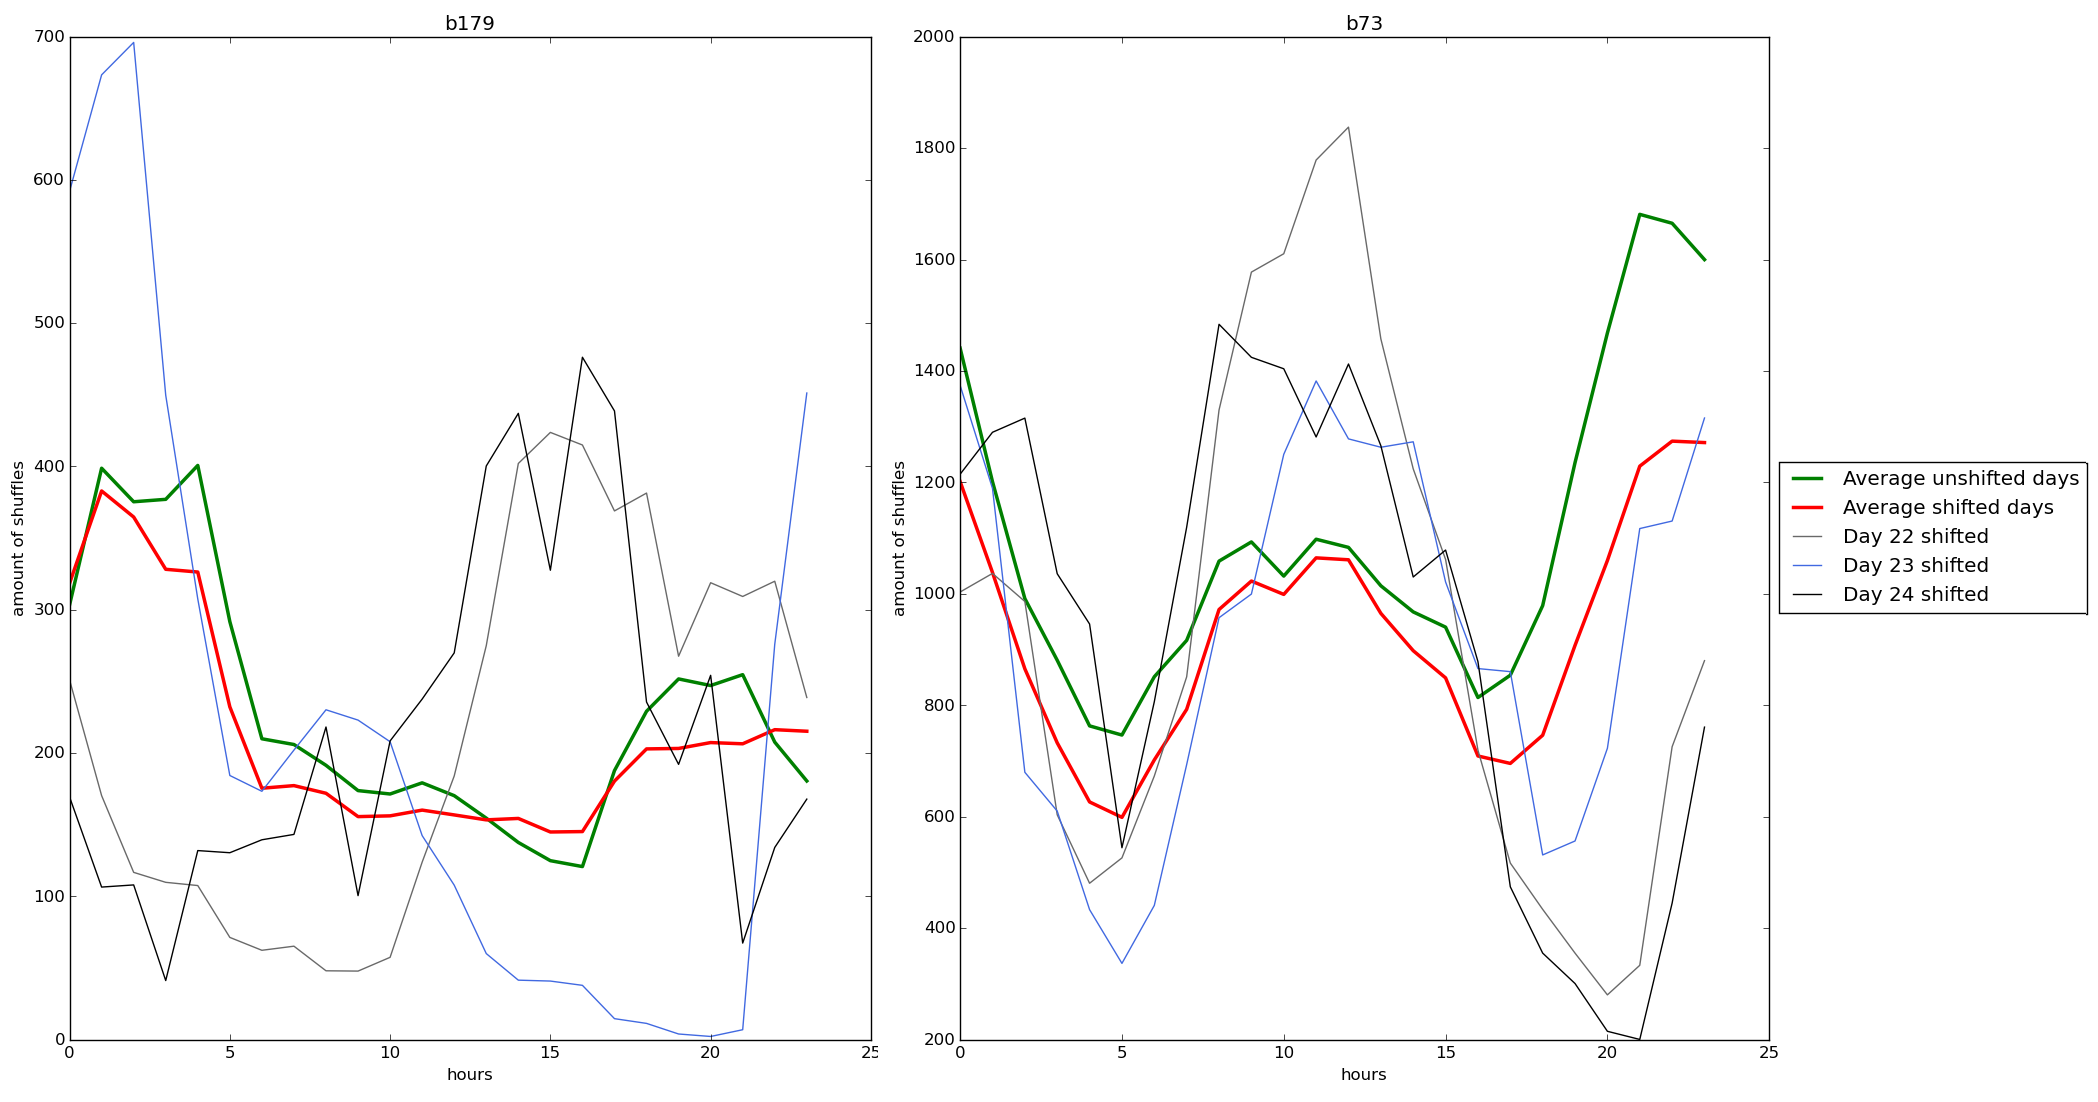 b179
700
600
500
400
300
200
100
0
amount of shuffles
0 5 10 15 20 25
hours
b73
2000
1800
1600
1400
1200
1000
800
600
400
200
amount of shuffles
0 5 10 15 20 25
hours
Average unshifted days
Average shifted days
Day 22 shifted
Day 23 shifted
Day 24 shifted